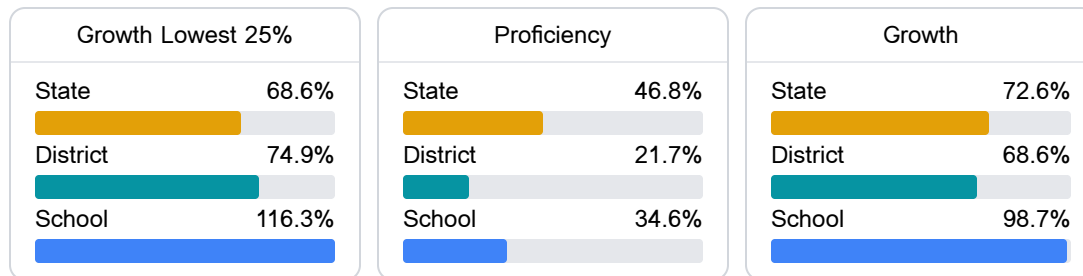 Growth Lowest 25%
State 68.6%
District 74.9%
School 116.3%
Proficiency
State 46.8%
District 21.7%
School 34.6%
Growth
State 72.6%
District 68.6%
School 98.7%